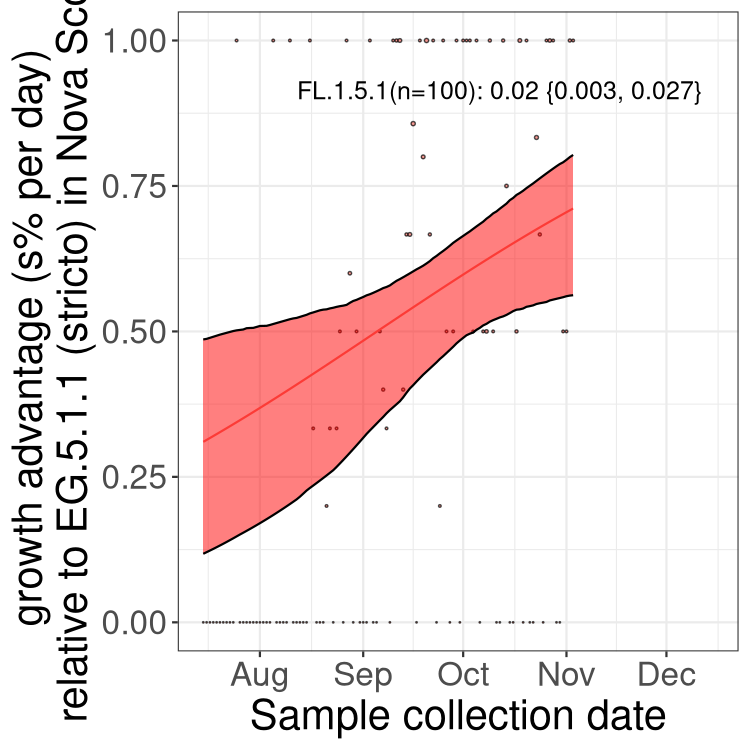 growth advantage (s% per day)
relative to EG.5.1.1 (stricto) in Nova
1.00
0.75
0.50
0.25
0.00
FL.1.5.1(n=100): 0.02 {0.003, 0.027}
Aug Sep Oct Nov Dec
Sample collection date